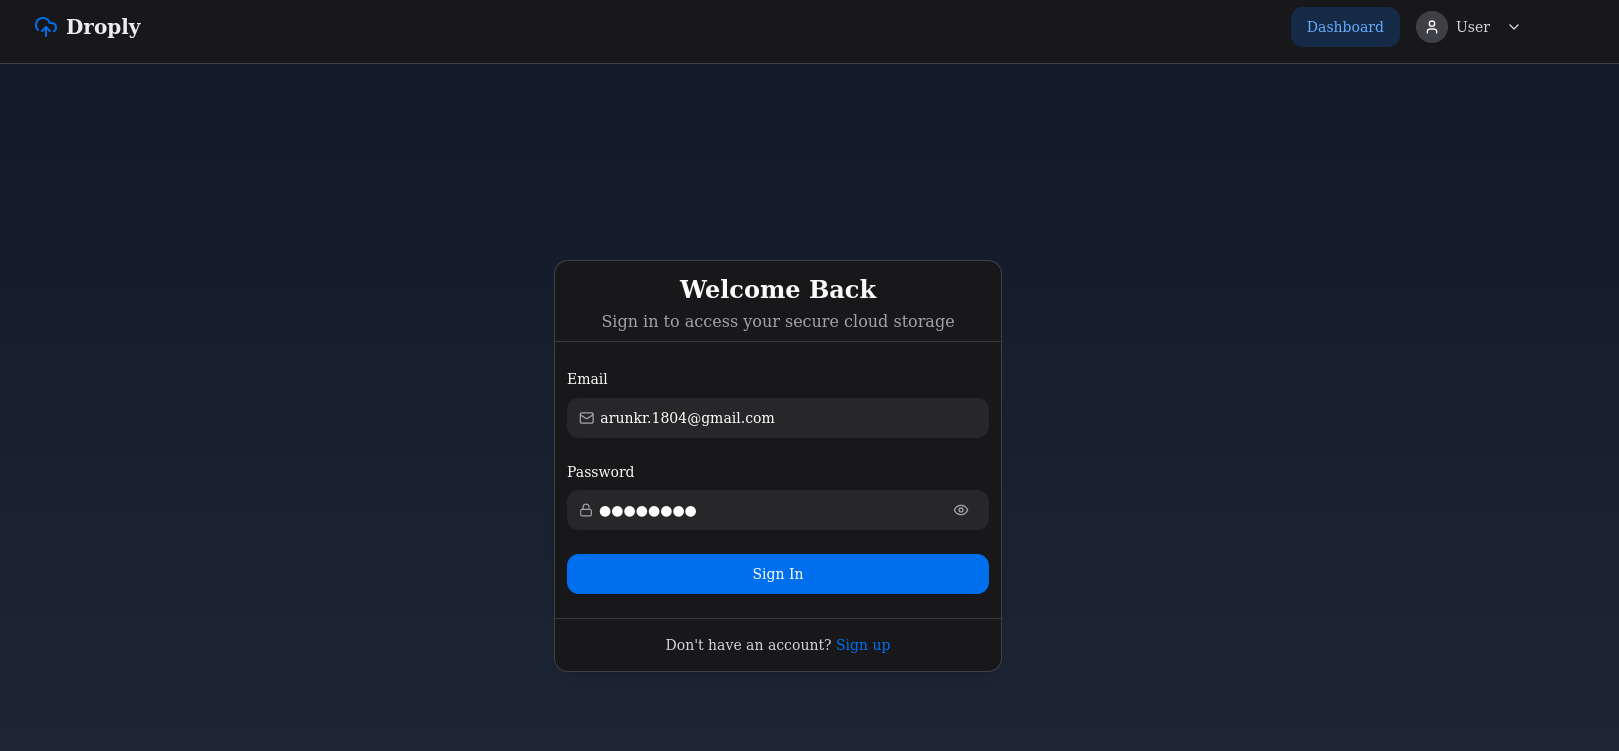 Droply
Dashboard
User
Welcome Back
Sign in to access your secure cloud storage
Email
arunkr.1804@gmail.com
Password
●●●●●●●●
Sign In
Don't have an account? Sign up